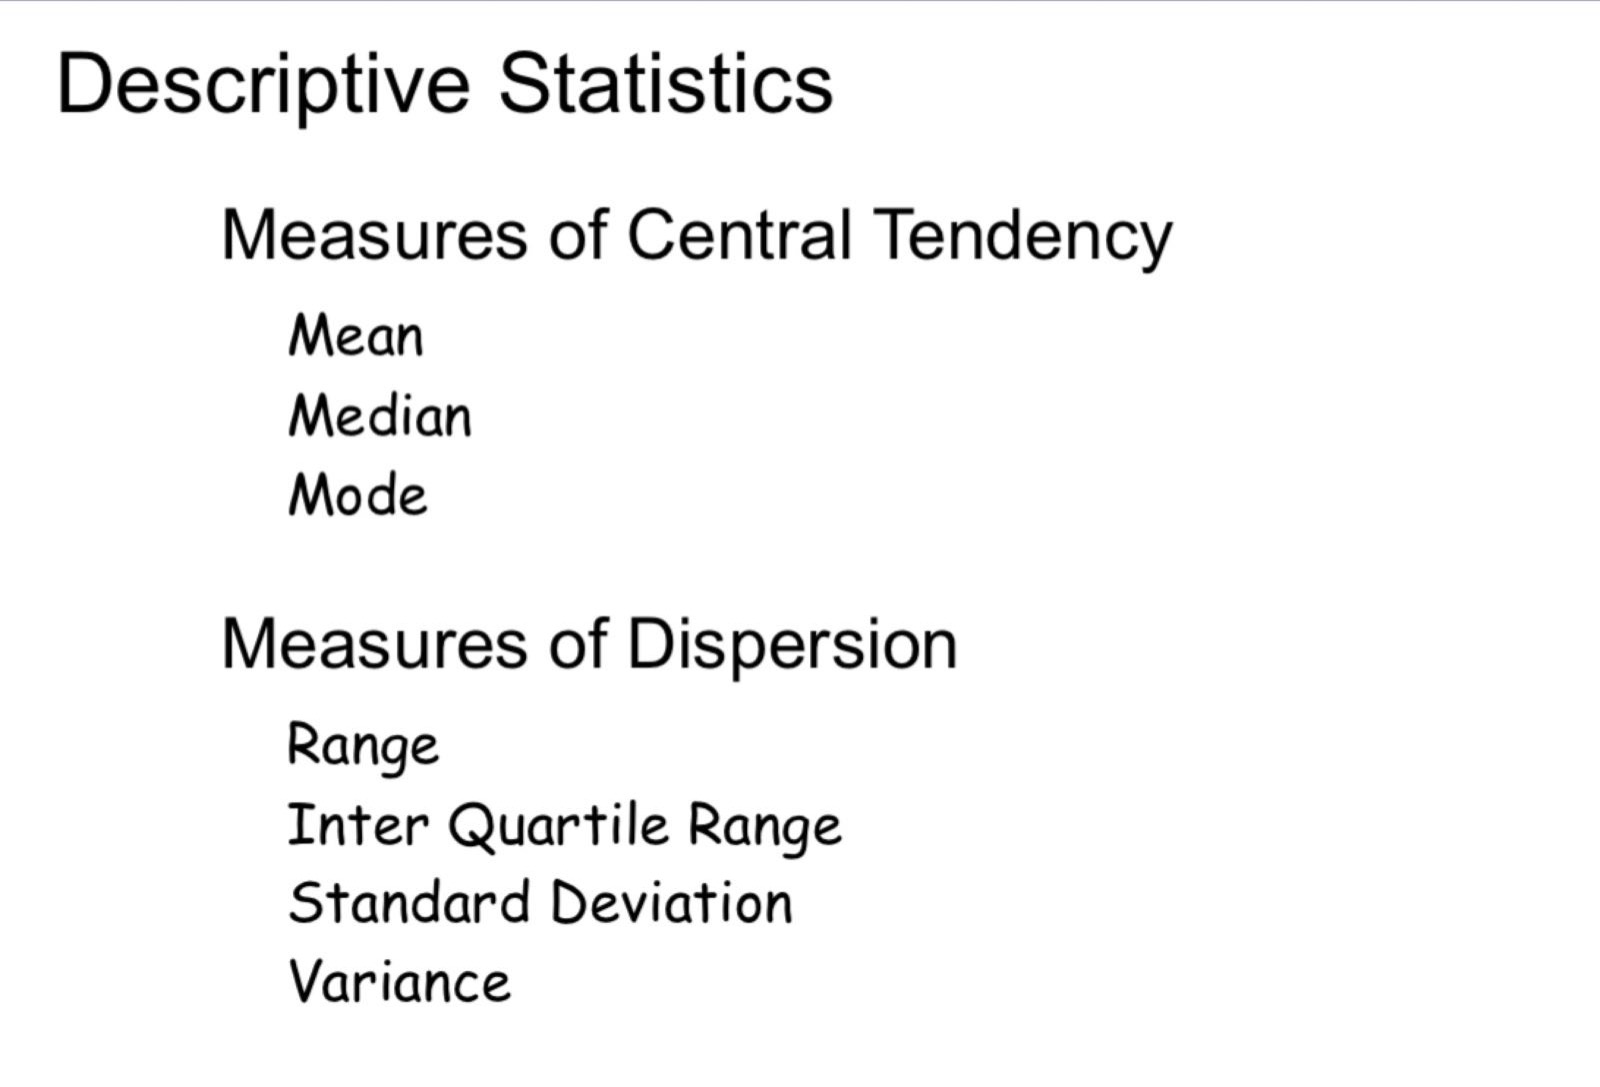 Descriptive Statistics
Measures of Central Tendency
Mean
Median
Mode
Measures of Dispersion
Range
Inter Quartile Range
Standard Deviation
Variance